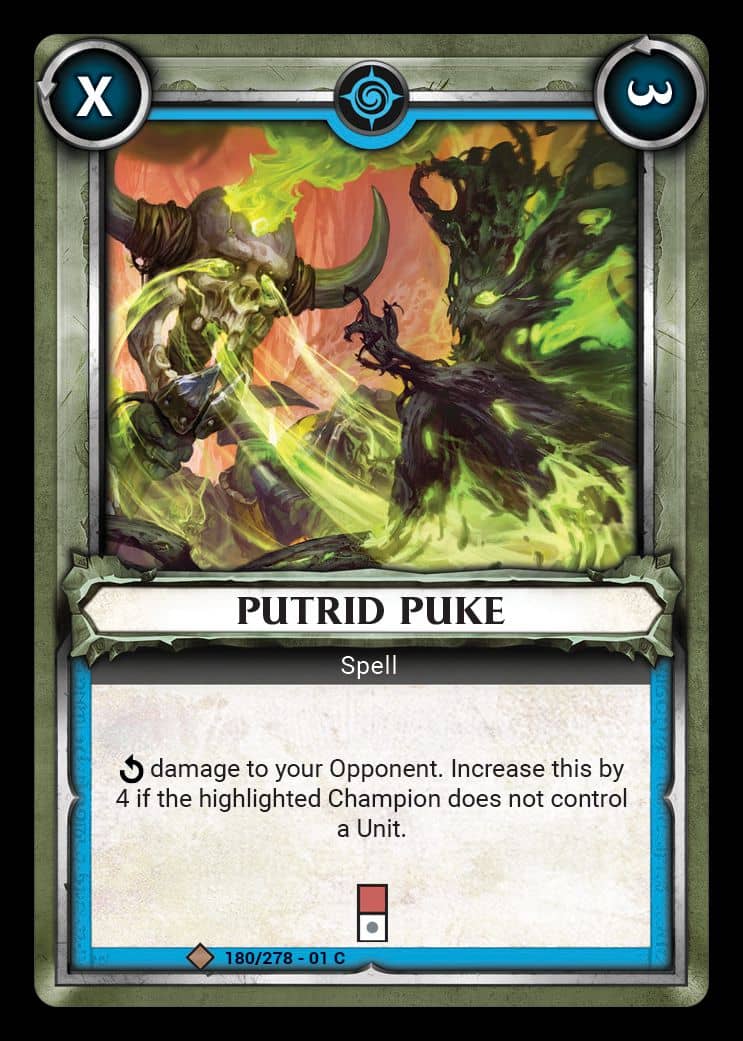 X
3
PUTRID PUKE
Spell
damage to your Opponent. Increase this by
4 if the highlighted Champion does not control
a Unit.
180/278 - 01 C